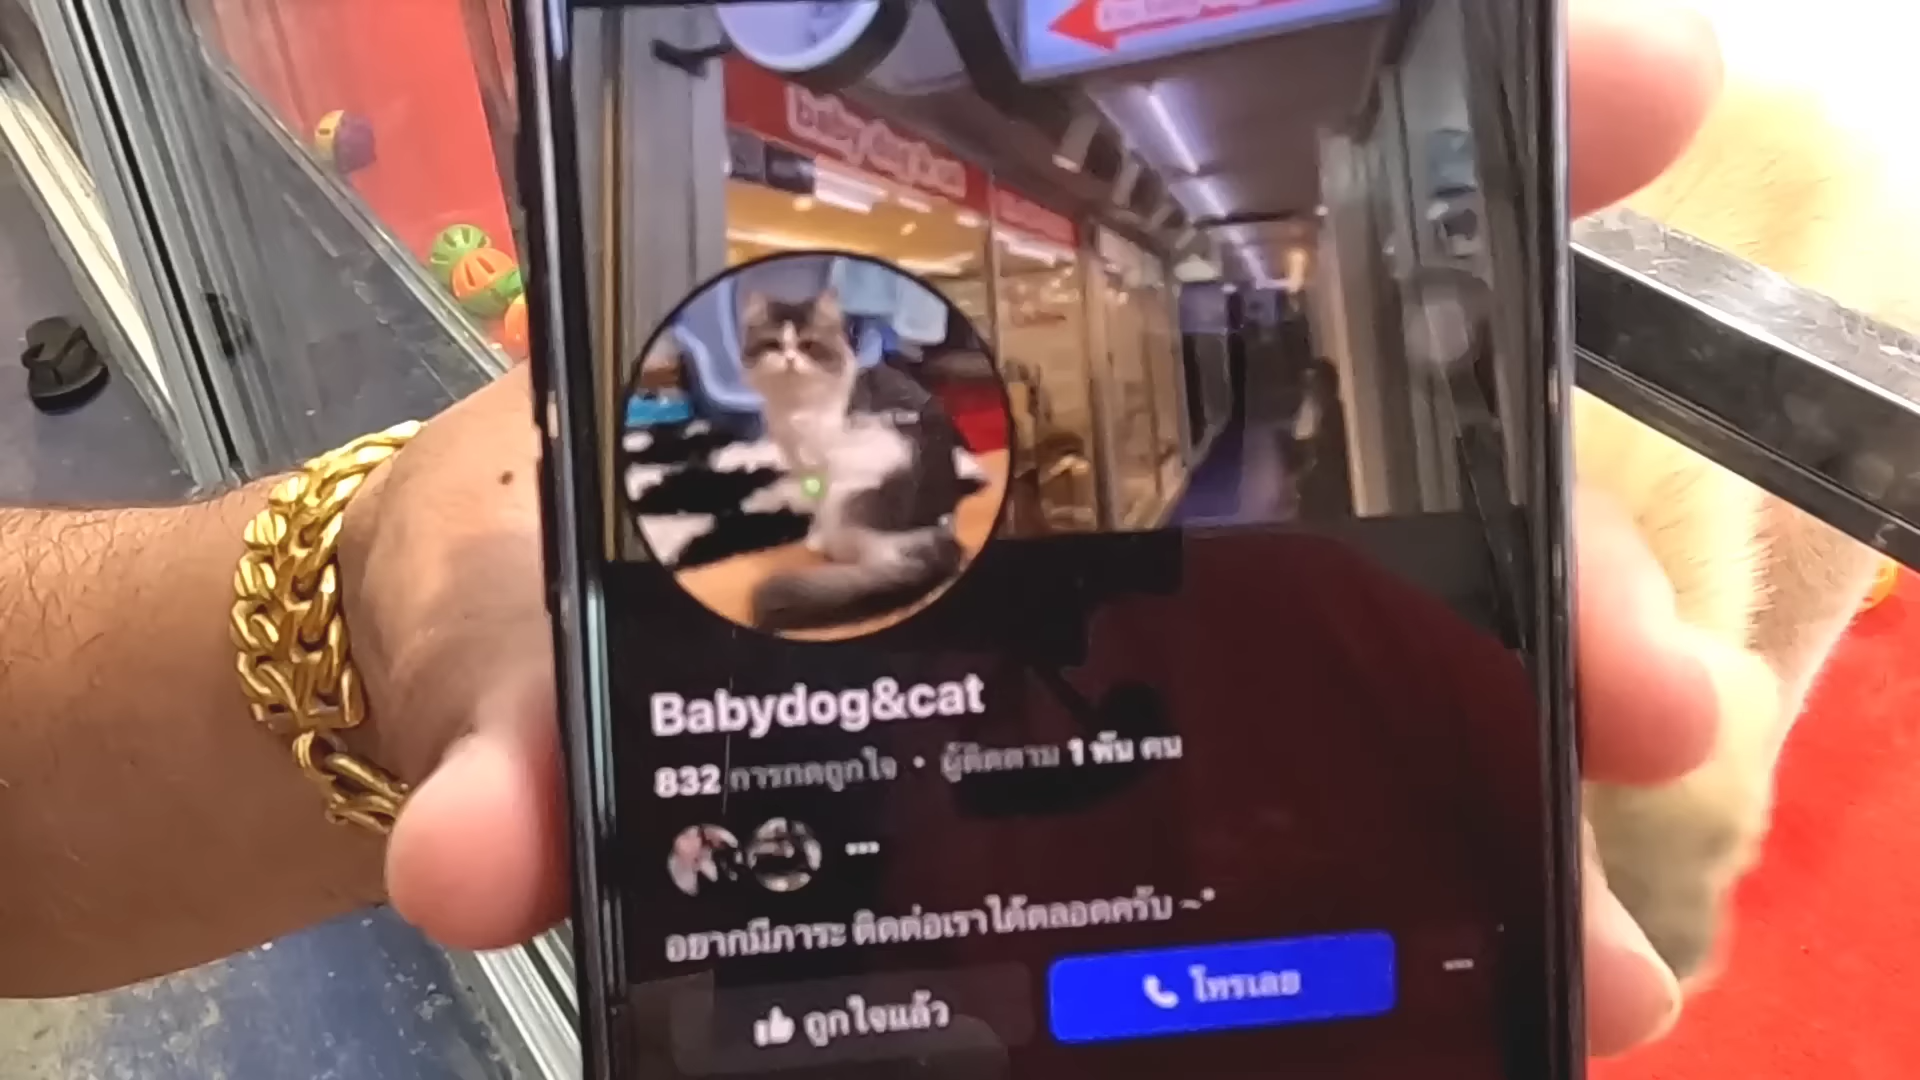 babydog&cat
Babydog&cat
832 การกดถูกใจ • ผู้ติดตาม 1 พัน คน
อยากมีภาระ ติดต่อเราได้ตลอดครับ ~*
ถูกใจแล้ว
โทรเลย